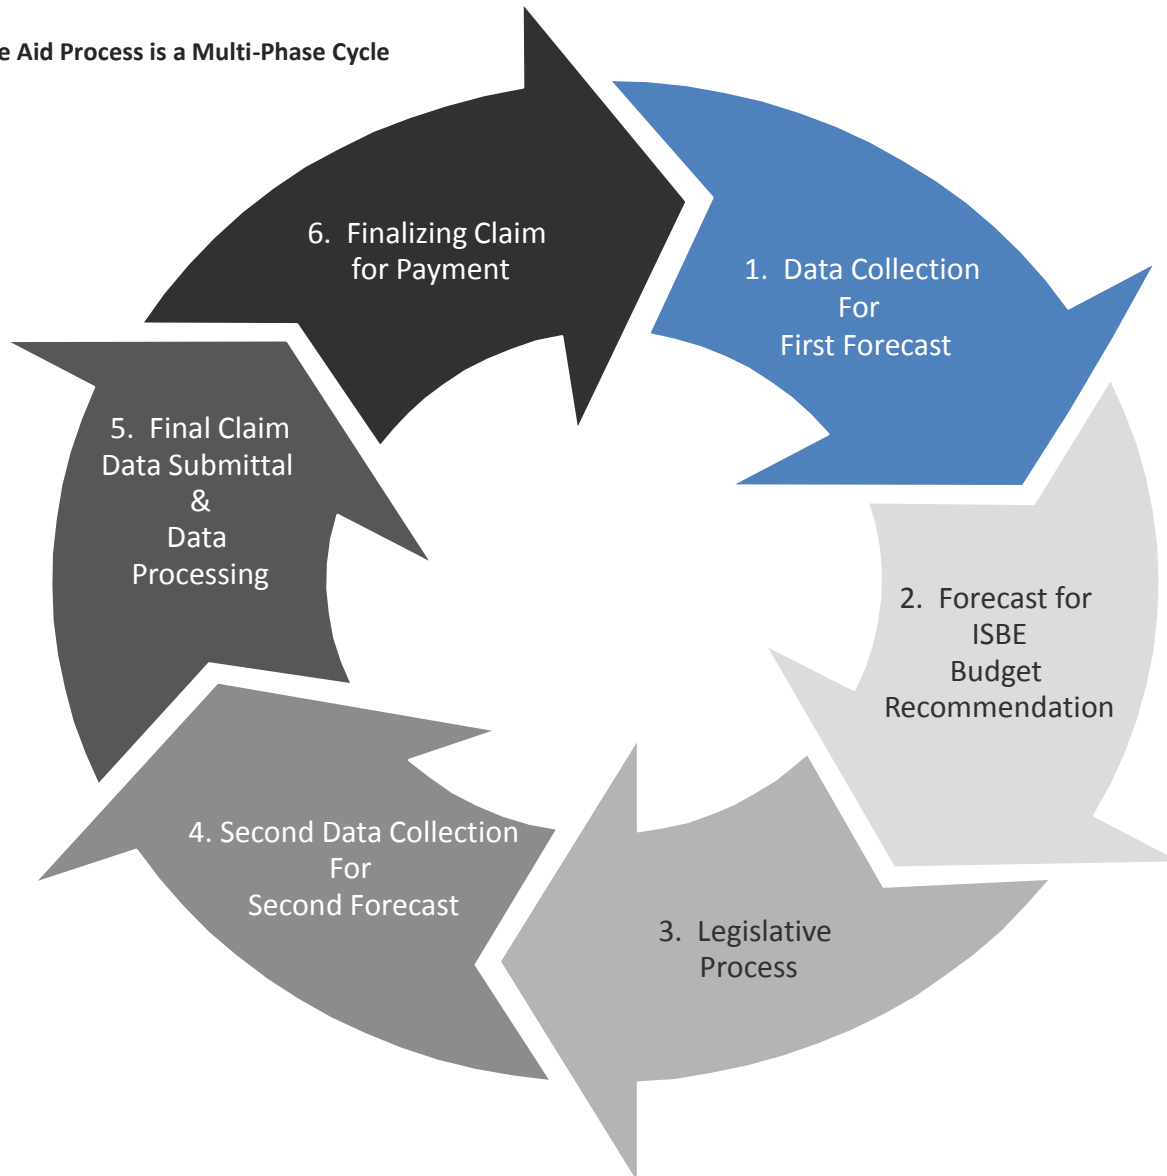 e Aid Process is a Multi-Phase Cycle
6. Finalizing Claim
for Payment
1. Data Collection
For
First Forecast
5. Final Claim
Data Submittal
&
Data
Processing
2. Forecast for
ISBE
Budget
Recommendation
4. Second Data Collection
For
Second Forecast
3. Legislative
Process